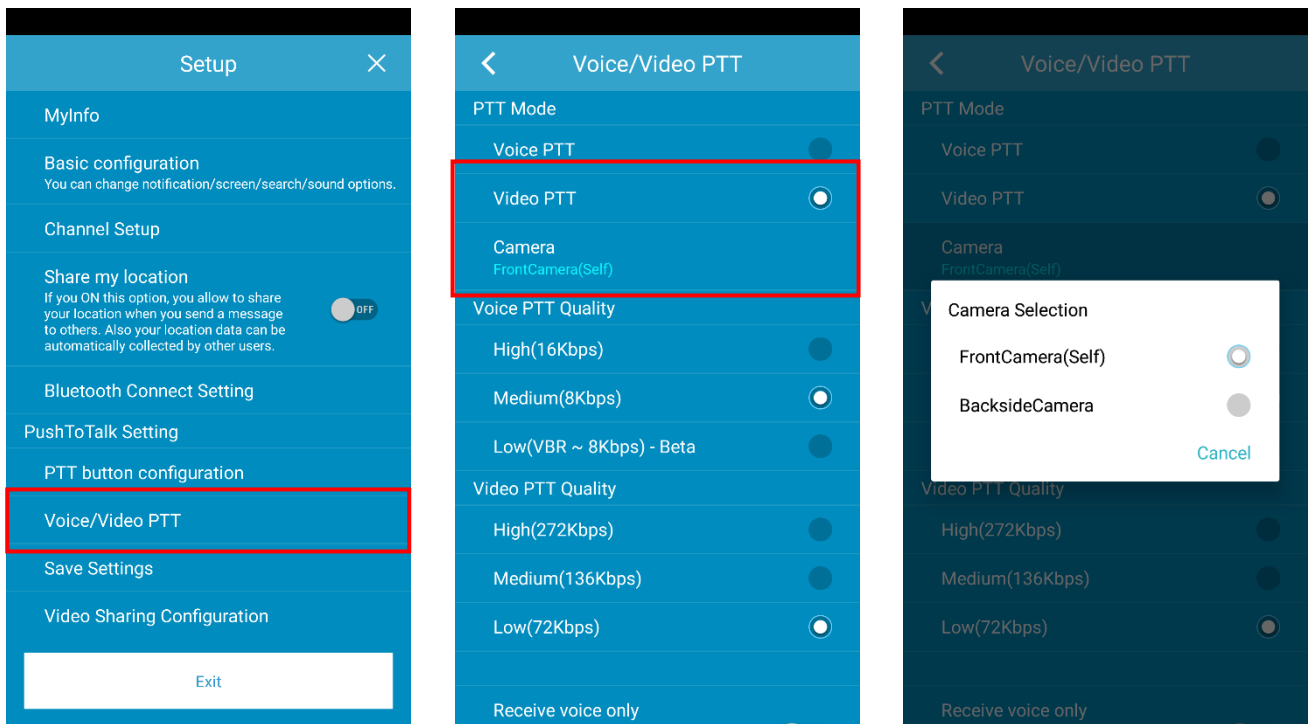 Setup
MyInfo
Basic configuration
You can change notification/screen/search/sound options.
Channel Setup
Share my location
If you ON this option, you allow to share
your location when you send a message
to others. Also your location data can be
automatically collected by other users.
OFF
Bluetooth Connect Setting
PushToTalk Setting
PTT button configuration
Voice/Video PTT
Save Settings
Video Sharing Configuration
Exit
Voice/Video PTT
PTT Mode
Voice PTT
Video PTT
Camera
FrontCamera(Self)
Voice PTT Quality
High(16Kbps)
Medium(8Kbps)
Low(VBR ~ 8Kbps) - Beta
Video PTT Quality
High(272Kbps)
Medium(136Kbps)
Low(72Kbps)
Receive voice only
Voice/Video PTT
PTT Mode
Voice PTT
Video PTT
Camera
FrontCamera(Self)
V
Camera Selection
FrontCamera(Self)
BacksideCamera
Cancel
Video PTT Quality
High(272Kbps)
Medium(136Kbps)
Low(72Kbps)
Receive voice only